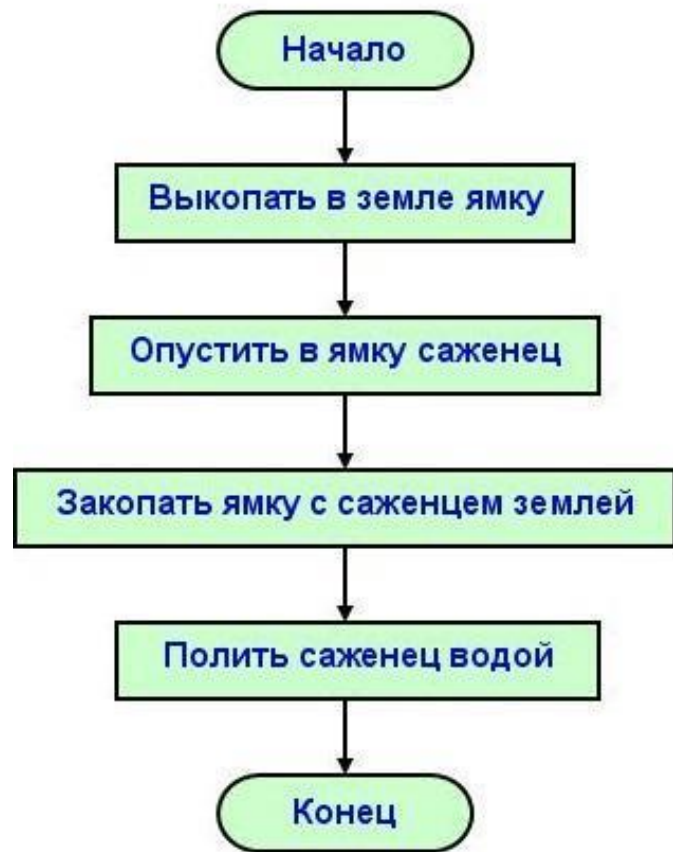 Начало
Выкопать в земле ямку
Опустить в ямку саженец
Закопать ямку с саженцем землей
Полить саженец водой
Конец